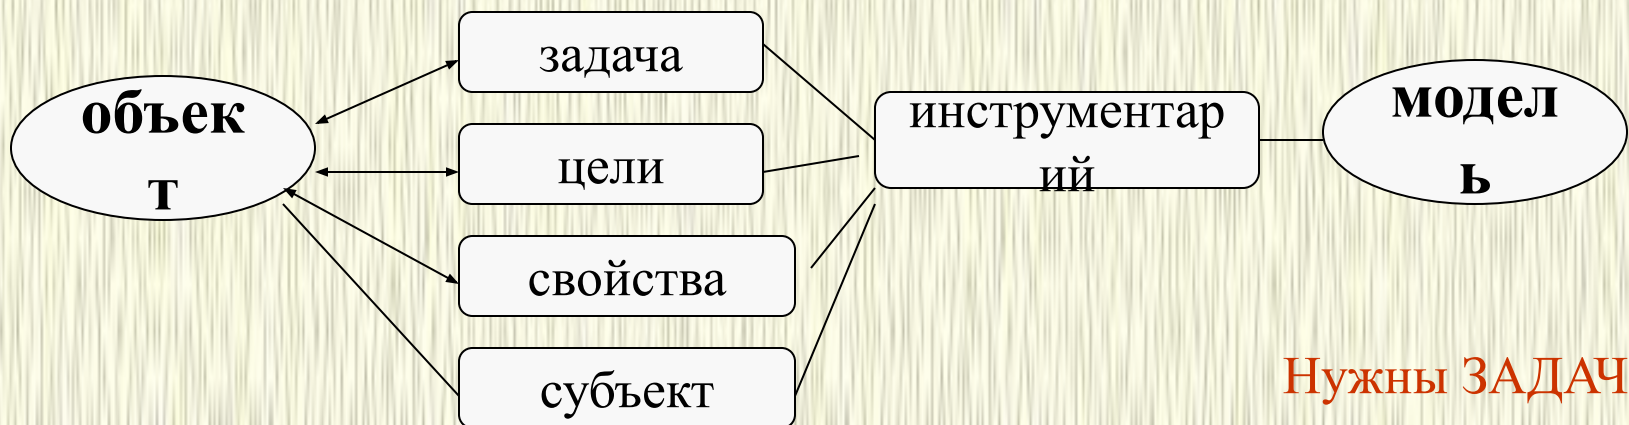 объек
т
задача
цели
свойства
субъект
инструментар
ий
модел
ь
Нужны ЗАДАЧ